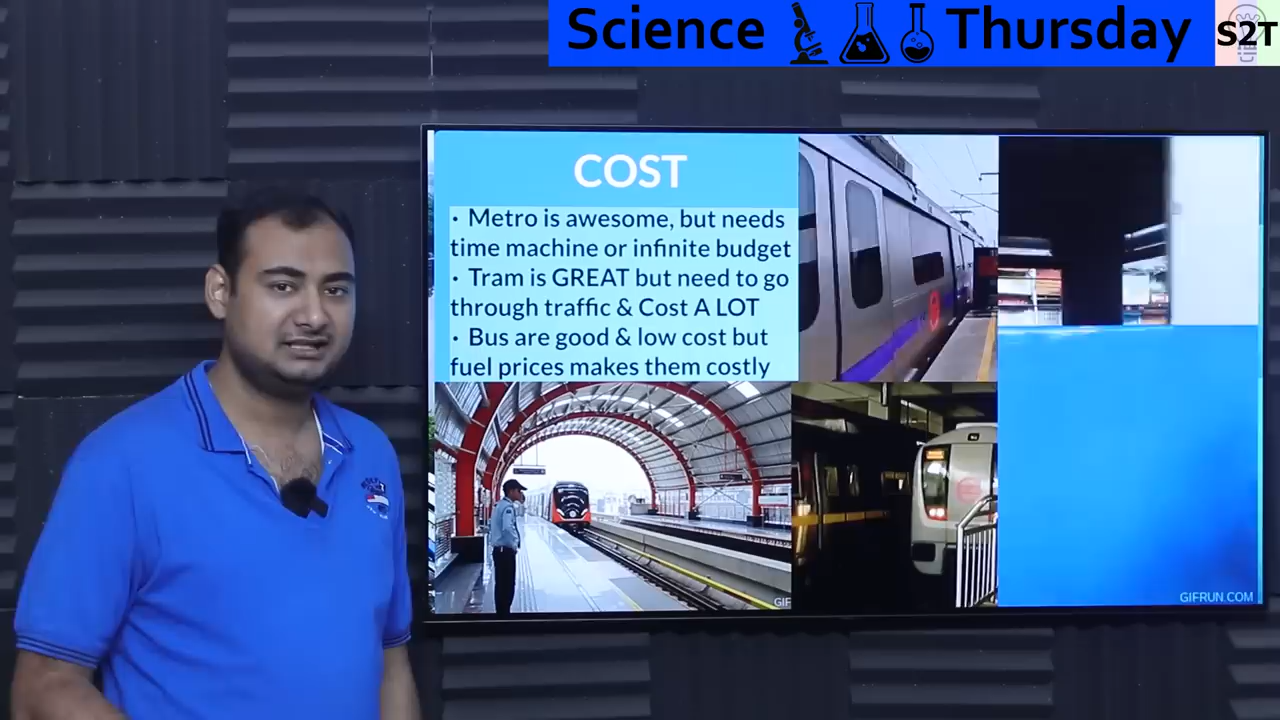 Science Thursday
S2T
COST
· Metro is awesome, but needs
time machine or infinite budget
· Tram is GREAT but need to go
through traffic & Cost A LOT
· Bus are good & low cost but
fuel prices makes them costly
GIF
GIFRUN.COM